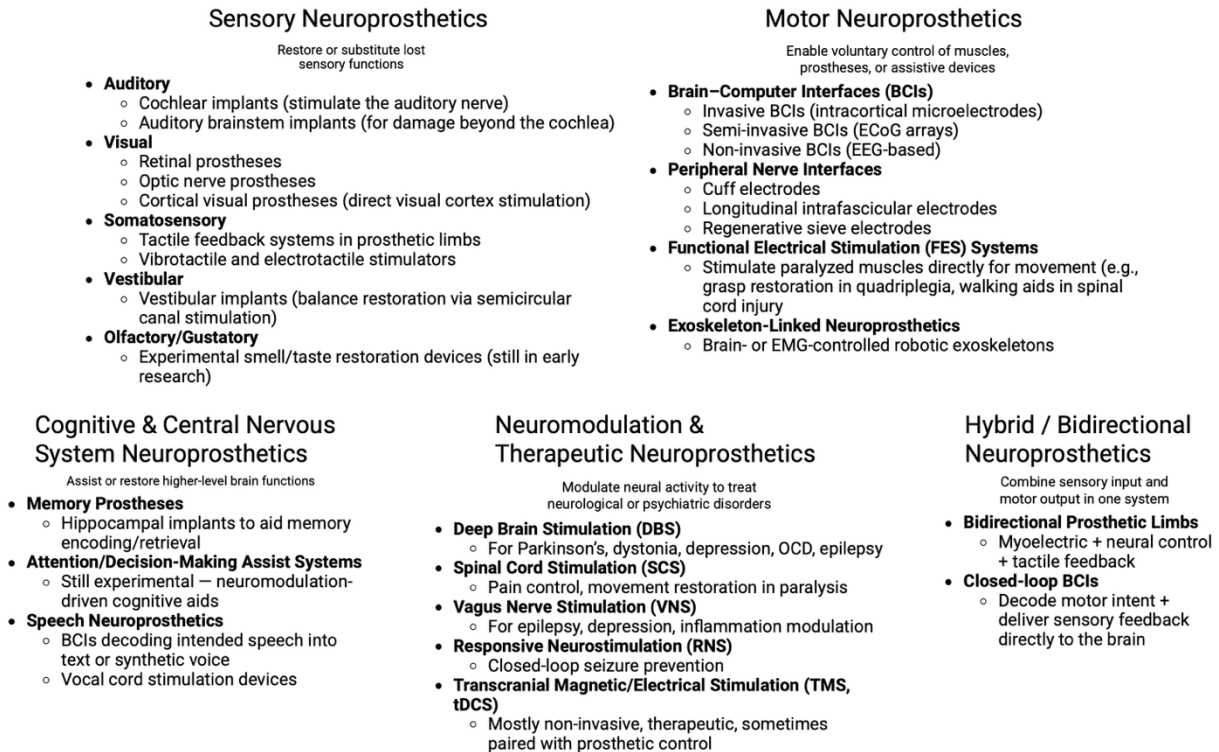 Sensory Neuroprosthetics
Restore or substitute lost
sensory functions
• Auditory
◦ Cochlear implants (stimulate the auditory nerve)
◦ Auditory brainstem implants (for damage beyond the cochlea)
• Visual
◦ Retinal prostheses
◦ Optic nerve prostheses
◦ Cortical visual prostheses (direct visual cortex stimulation)
• Somatosensory
◦ Tactile feedback systems in prosthetic limbs
◦ Vibrotactile and electrotactile stimulators
• Vestibular
◦ Vestibular implants (balance restoration via semicircular
canal stimulation)
• Olfactory/Gustatory
◦ Experimental smell/taste restoration devices (still in early
research)
Motor Neuroprosthetics
Enable voluntary control of muscles,
prostheses, or assistive devices
• Brain–Computer Interfaces (BCIs)
◦ Invasive BCIs (intracortical microelectrodes)
◦ Semi-invasive BCIs (ECoG arrays)
◦ Non-invasive BCIs (EEG-based)
• Peripheral Nerve Interfaces
◦ Cuff electrodes
◦ Longitudinal intrafascicular electrodes
◦ Regenerative sieve electrodes
• Functional Electrical Stimulation (FES) Systems
◦ Stimulate paralyzed muscles directly for movement (e.g.,
grasp restoration in quadriplegia, walking aids in spinal
cord injury
• Exoskeleton-Linked Neuroprosthetics
◦ Brain- or EMG-controlled robotic exoskeletons
Cognitive & Central Nervous
System Neuroprosthetics
Assist or restore higher-level brain functions
• Memory Prostheses
◦ Hippocampal implants to aid memory
encoding/retrieval
• Attention/Decision-Making Assist Systems
◦ Still experimental — neuromodulation-
driven cognitive aids
• Speech Neuroprosthetics
◦ BCIs decoding intended speech into
text or synthetic voice
◦ Vocal cord stimulation devices
Neuromodulation &
Therapeutic Neuroprosthetics
Modulate neural activity to treat
neurological or psychiatric disorders
• Deep Brain Stimulation (DBS)
◦ For Parkinson's, dystonia, depression, OCD, epilepsy
• Spinal Cord Stimulation (SCS)
◦ Pain control, movement restoration in paralysis
• Vagus Nerve Stimulation (VNS)
◦ For epilepsy, depression, inflammation modulation
• Responsive Neurostimulation (RNS)
◦ Closed-loop seizure prevention
• Transcranial Magnetic/Electrical Stimulation (TMS,
tDCS)
◦ Mostly non-invasive, therapeutic, sometimes
paired with prosthetic control
Hybrid / Bidirectional
Neuroprosthetics
Combine sensory input and
motor output in one system
• Bidirectional Prosthetic Limbs
◦ Myoelectric + neural control
+ tactile feedback
• Closed-loop BCIs
◦ Decode motor intent +
deliver sensory feedback
directly to the brain